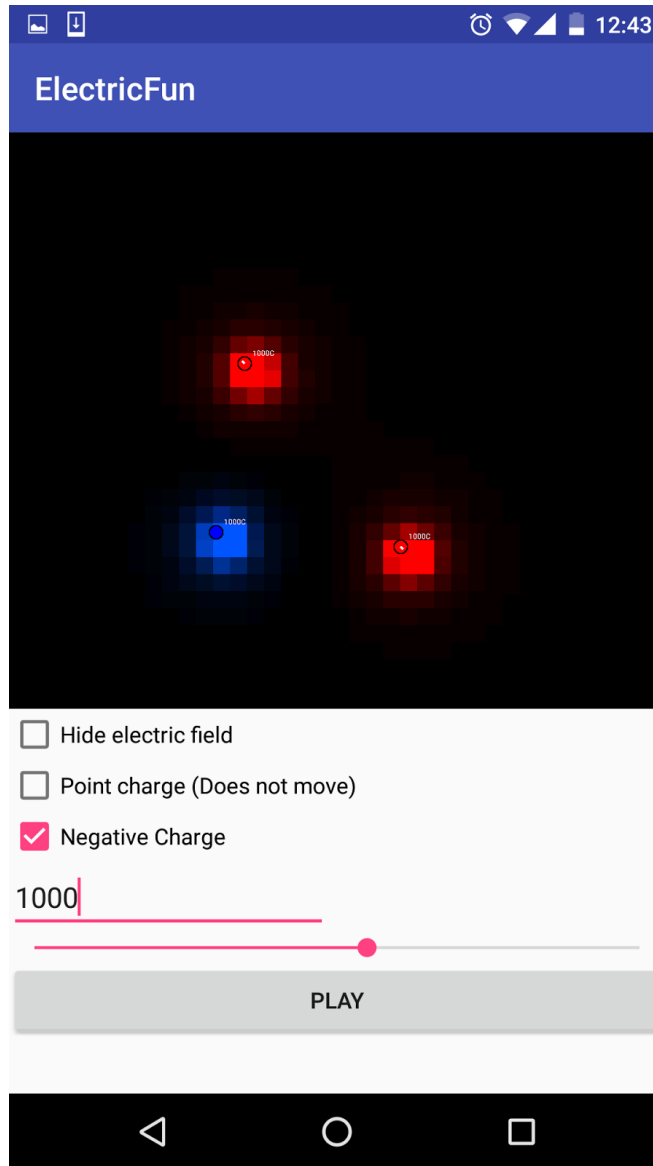 12:43
ElectricFun
1000C
1000C
1000C
Hide electric field
Point charge (Does not move)
Negative Charge
1000
PLAY